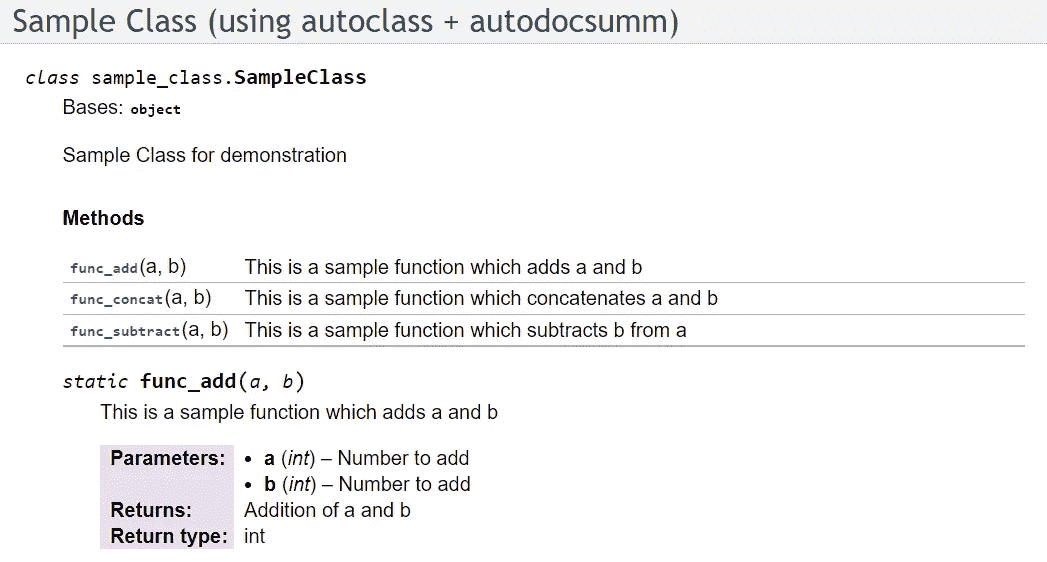 Sample Class (using autoclass + autodocsumm)
class sample_class.SampleClass
Bases: object
Sample Class for demonstration
Methods
func_add(a, b) This is a sample function which adds a and b
func_concat(a, b) This is a sample function which concatenates a and b
func_subtract(a, b) This is a sample function which subtracts b from a
static func_add(a, b)
This is a sample function which adds a and b
Parameters: • a (int) – Number to add
• b (int) – Number to add
Returns: Addition of a and b
Return type: int